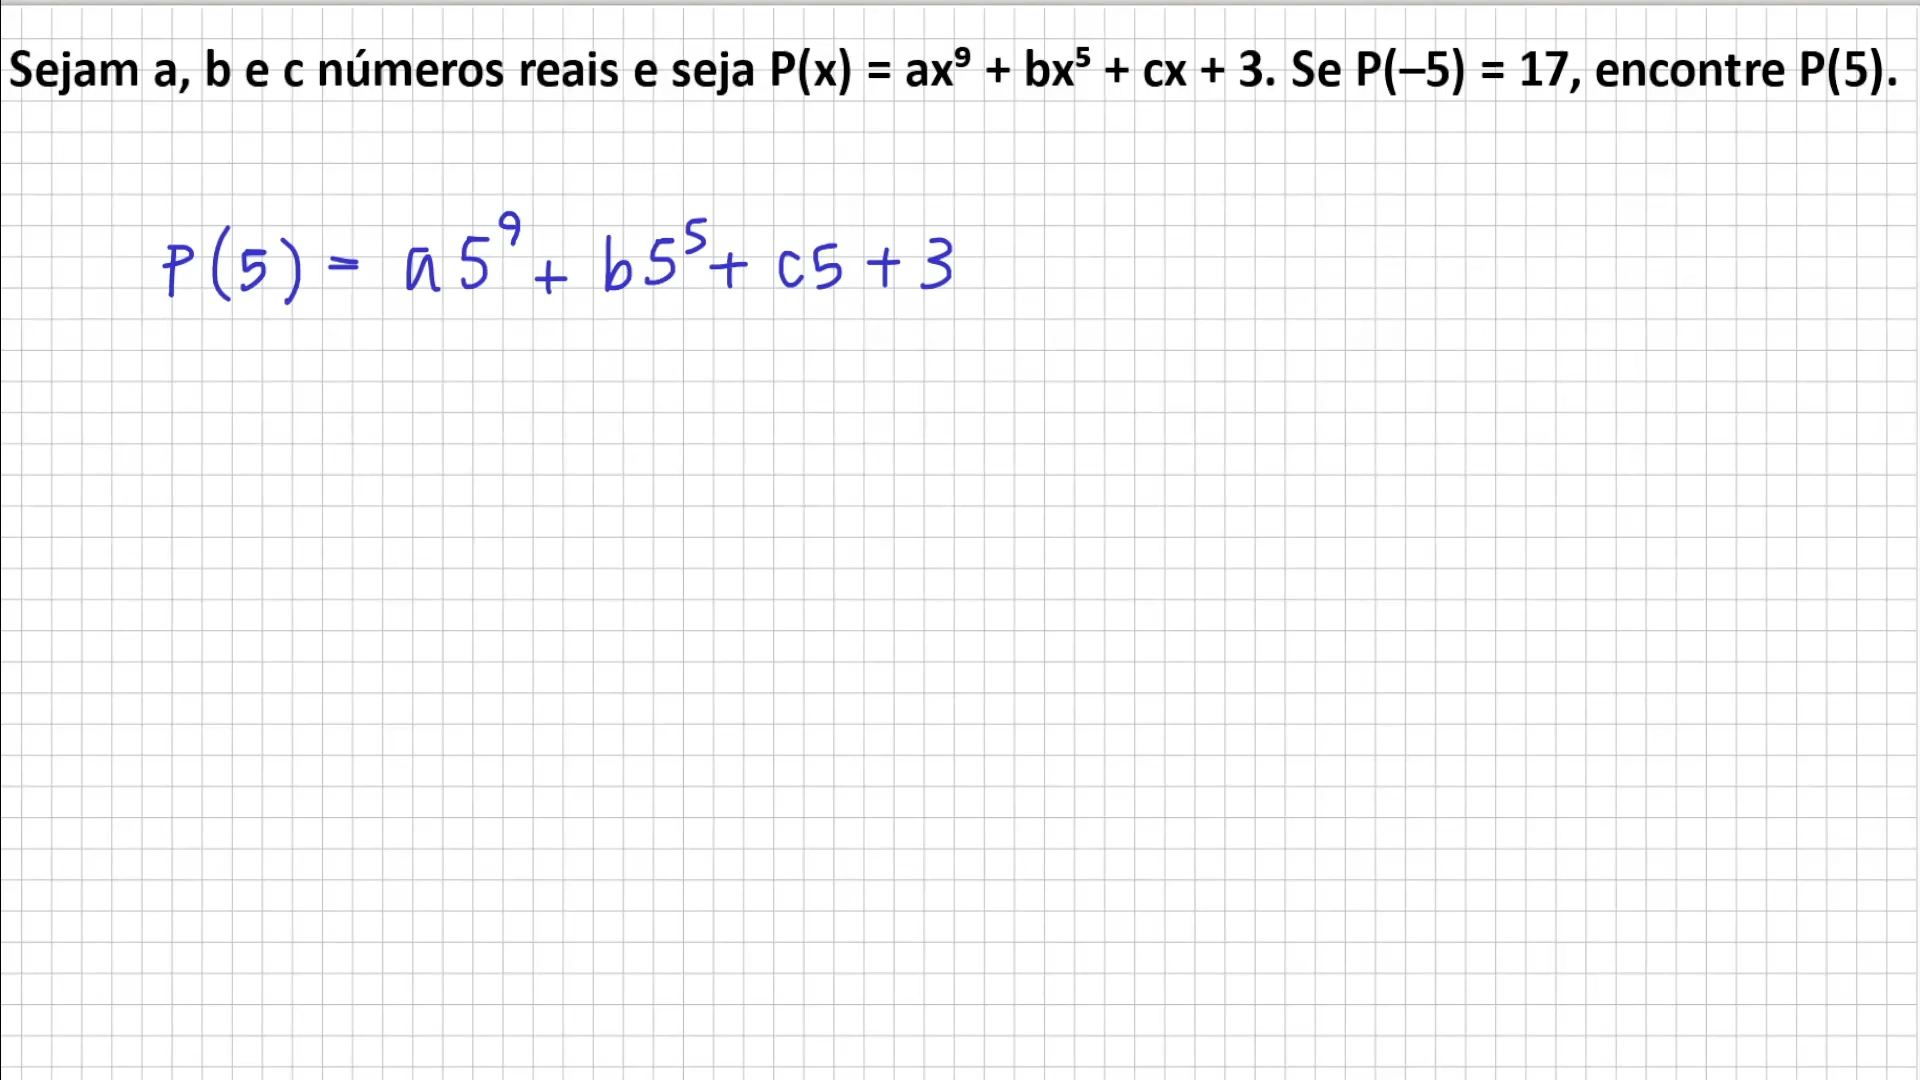 Sejam a, b e c números reais e seja P(x) = ax⁹ + bx⁵ + cx + 3. Se P(–5) = 17, encontre P(5).
P(5) = a5⁹ + b5⁵ + c5 + 3